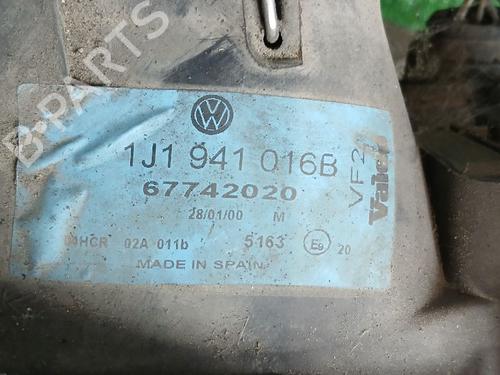 B-PARTS
VW
1J1 941 016B
67742020
28/01/00 M
04HCR 02A 011b 5163 E9 20
MADE IN SPAIN
VF2
Valeo